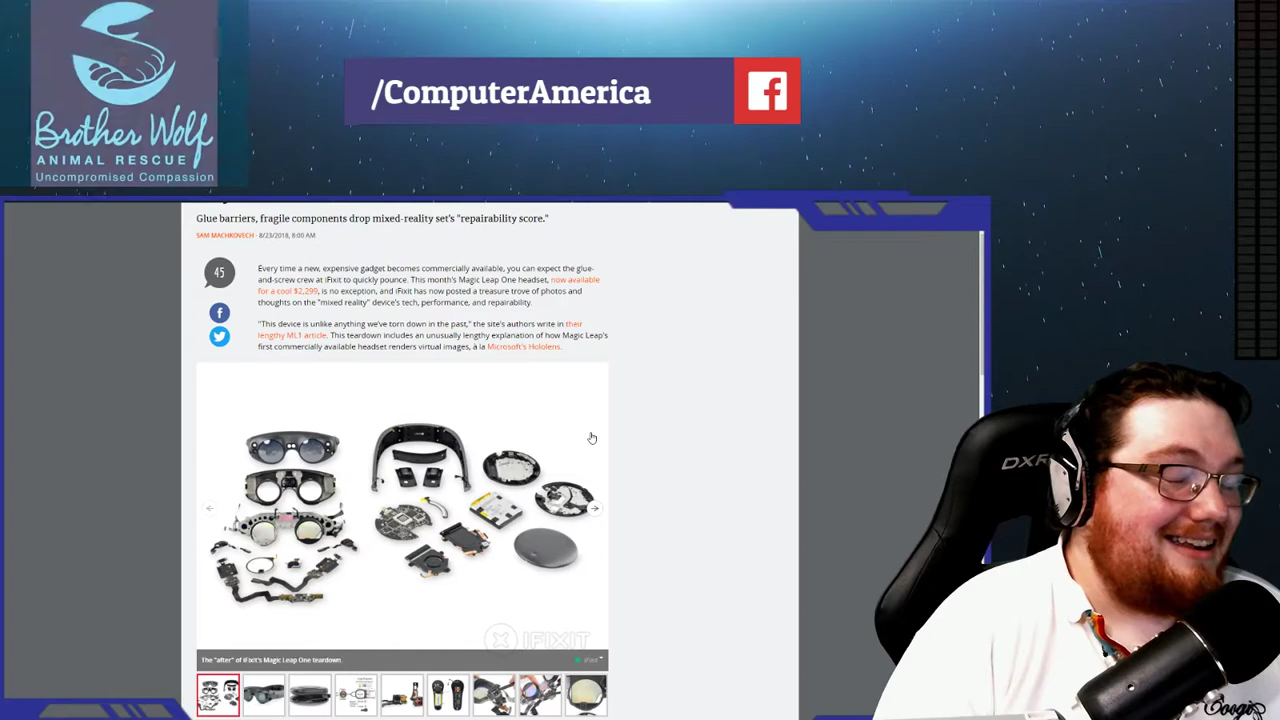 Brother Wolf
ANIMAL RESCUE
Uncompromised Compassion
/ComputerAmerica
Glue barriers, fragile components drop mixed-reality set's "repairability score."
SAM MACHKOVECH - 8/23/2018, 8:00 AM
45
Every time a new, expensive gadget becomes commercially available, you can expect the glue-
and-screw crew at iFixit to quickly pounce. This month's Magic Leap One headset, now available
for a cool $2,299, is no exception, and iFixit has now posted a treasure trove of photos and
thoughts on the "mixed reality" device's tech, performance, and repairability.
"This device is unlike anything we've torn down in the past," the site's authors write in their
lengthy ML1 article. This teardown includes an unusually lengthy explanation of how Magic Leap's
first commercially available headset renders virtual images, à la Microsoft's Hololens.
IFIXIT
The "after" of iFixit's Magic Leap One teardown.
iFixit
DXR